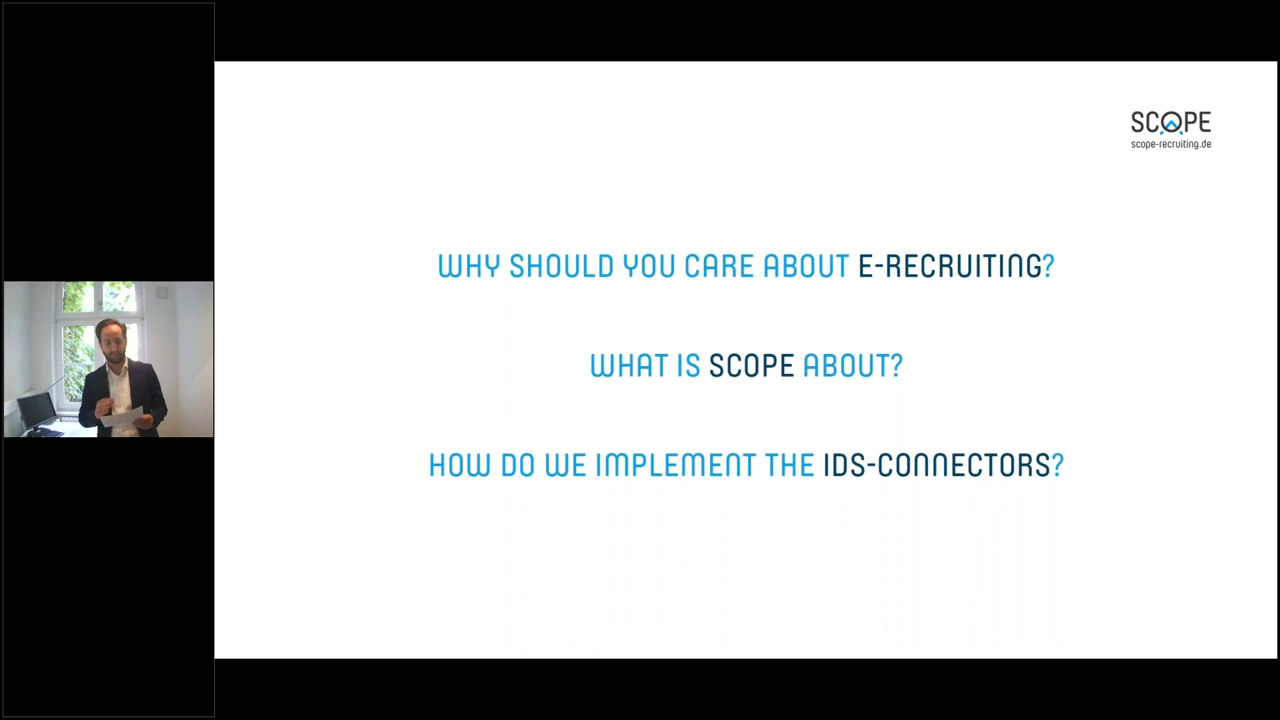 SCOPE
scope-recruiting.de
WHY SHOULD YOU CARE ABOUT E-RECRUITING?
WHAT IS SCOPE ABOUT?
HOW DO WE IMPLEMENT THE IDS-CONNECTORS?